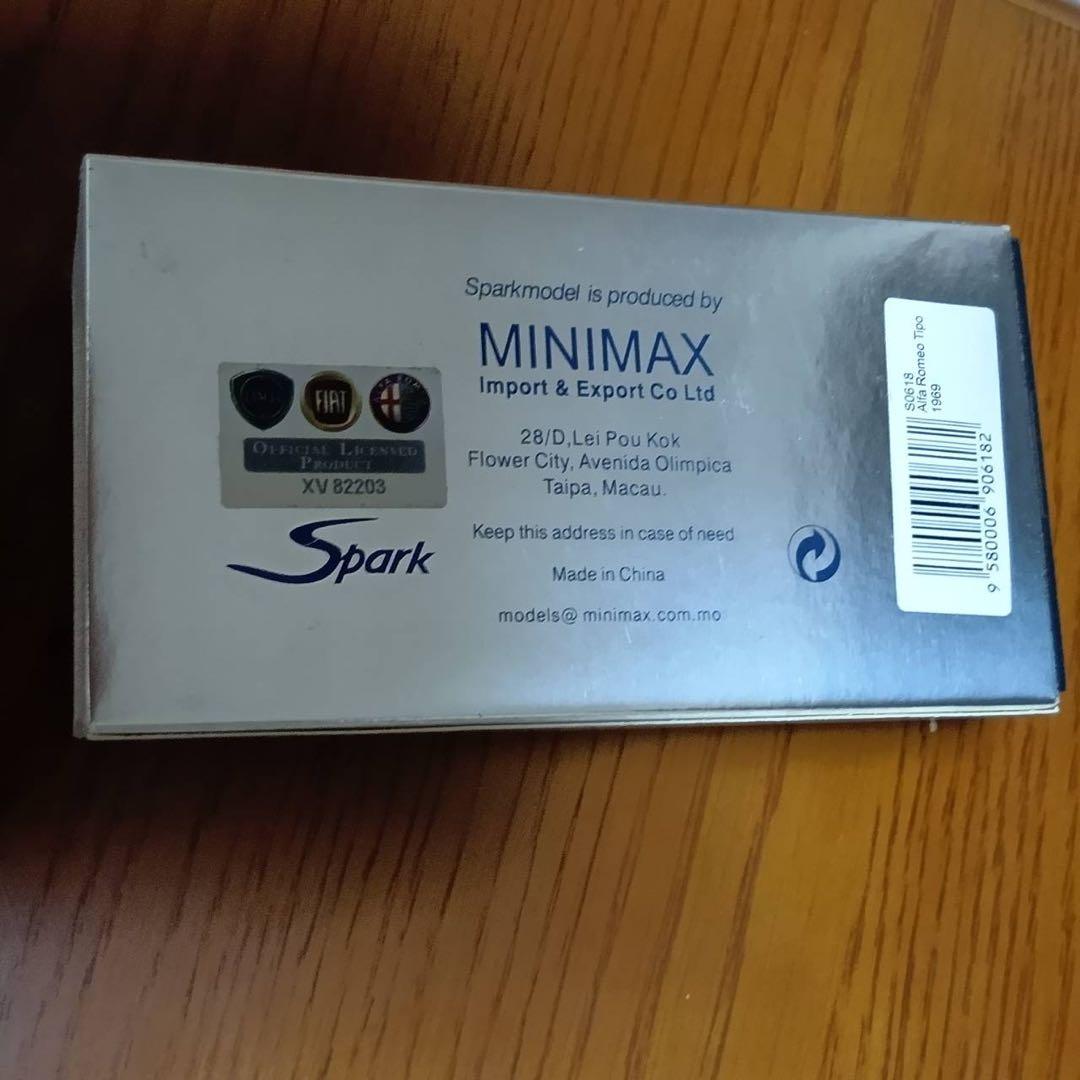 Sparkmodel is produced by
MINIMAX
Import & Export Co Ltd
28/D,Lei Pou Kok
Flower City, Avenida Olimpica
Taipa, Macau.
Keep this address in case of need
Made in China
models@ minimax.com.mo
FIAT
OFFICIAL LICENSED
PRODUCT
XV 82203
Spark
S0618
Alfa Romeo Tipo
1969
9 580006 906182